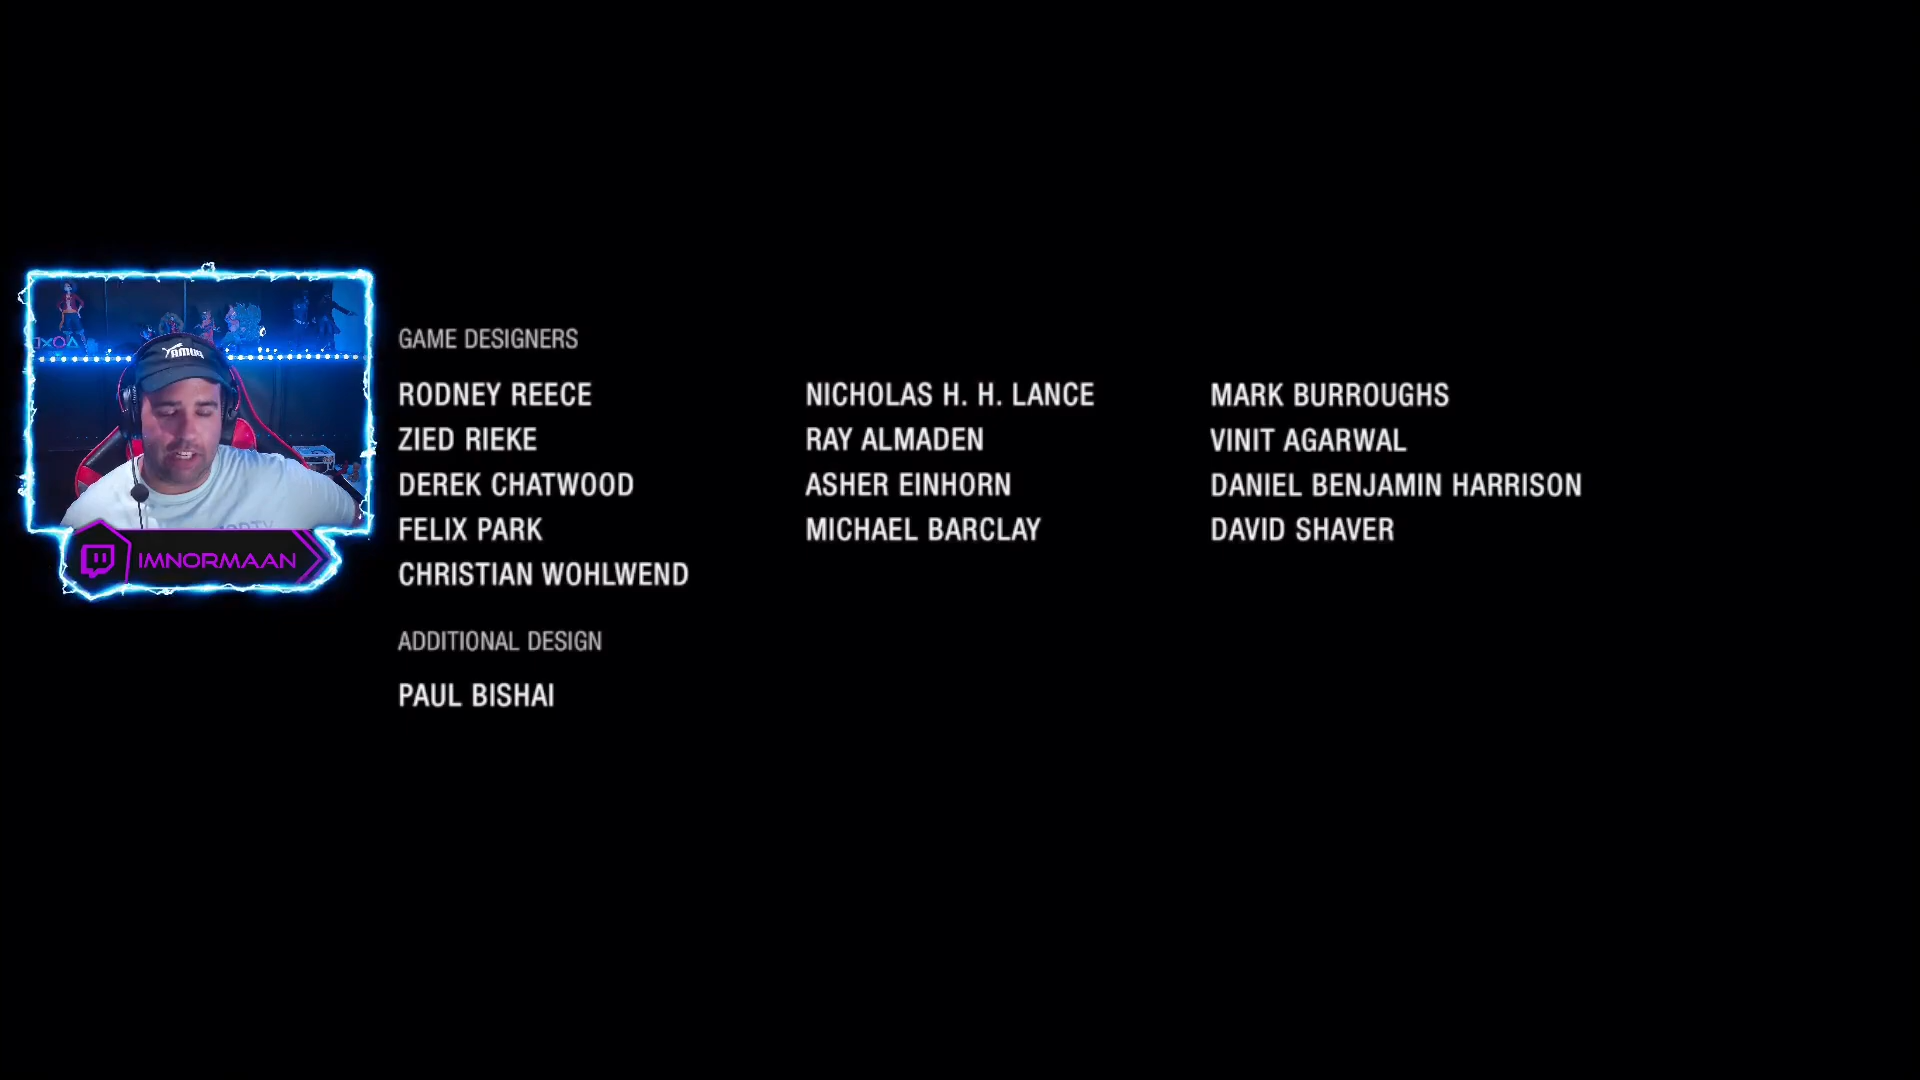 GAME DESIGNERS
RODNEY REECE
NICHOLAS H. H. LANCE
MARK BURROUGHS
ZIED RIEKE
RAY ALMADEN
VINIT AGARWAL
DEREK CHATWOOD
ASHER EINHORN
DANIEL BENJAMIN HARRISON
FELIX PARK
MICHAEL BARCLAY
DAVID SHAVER
CHRISTIAN WOHLWEND
ADDITIONAL DESIGN
PAUL BISHAI
IMNORMAAN